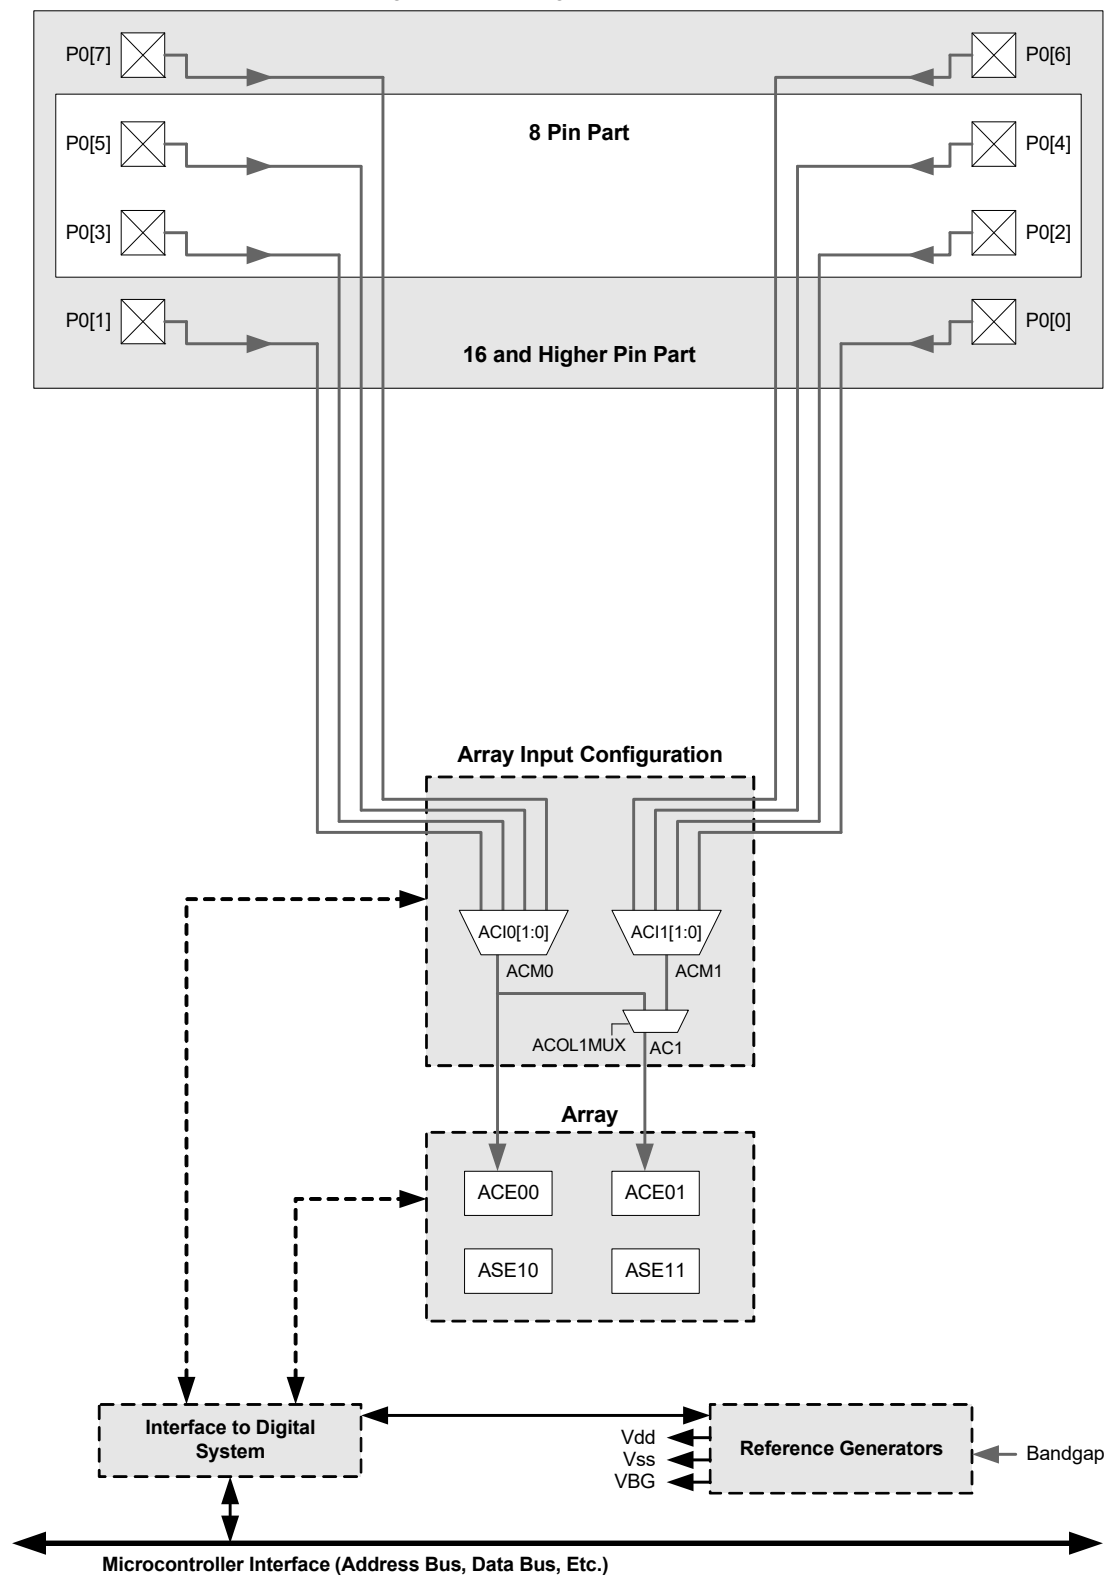 P0[7]
P0[6]
8 Pin Part
P0[5]
P0[4]
P0[3]
P0[2]
P0[1]
P0[0]
16 and Higher Pin Part
Array Input Configuration
ACI0[1:0]
ACI1[1:0]
ACM0
ACM1
ACOL1MUX
AC1
Array
ACE00
ACE01
ASE10
ASE11
Interface to Digital
System
Vdd
Vss
VBG
Reference Generators
Bandgap
Microcontroller Interface (Address Bus, Data Bus, Etc.)